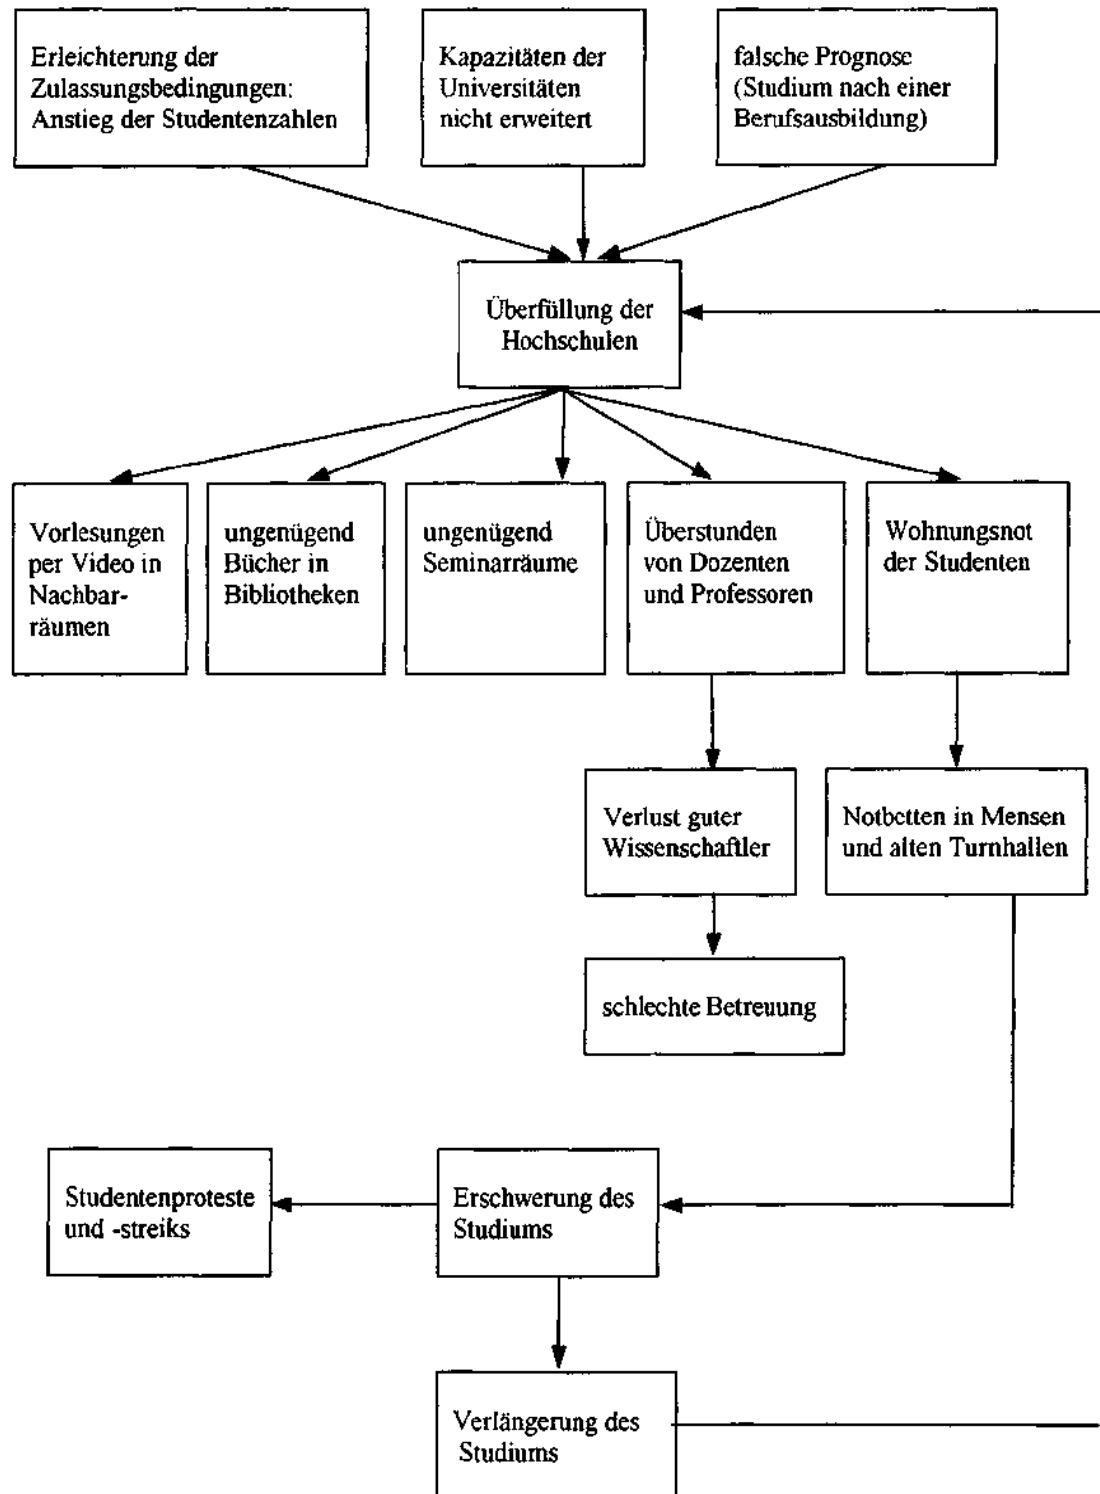 Erleichterung der
Zulassungsbedingungen:
Anstieg der Studentenzahlen
Kapazitäten der
Universitäten
nicht erweitert
falsche Prognose
(Studium nach einer
Berufsausbildung)
Überfüllung der
Hochschulen
Vorlesungen
per Video in
Nachbar-
räumen
ungenügend
Bücher in
Bibliotheken
ungenügend
Seminarräume
Überstunden
von Dozenten
und Professoren
Wohnungsnot
der Studenten
Verlust guter
Wissenschaftler
Notbetten in Mensen
und alten Turnhallen
schlechte Betreuung
Studentenproteste
und -streiks
Erschwerung des
Studiums
Verlängerung des
Studiums